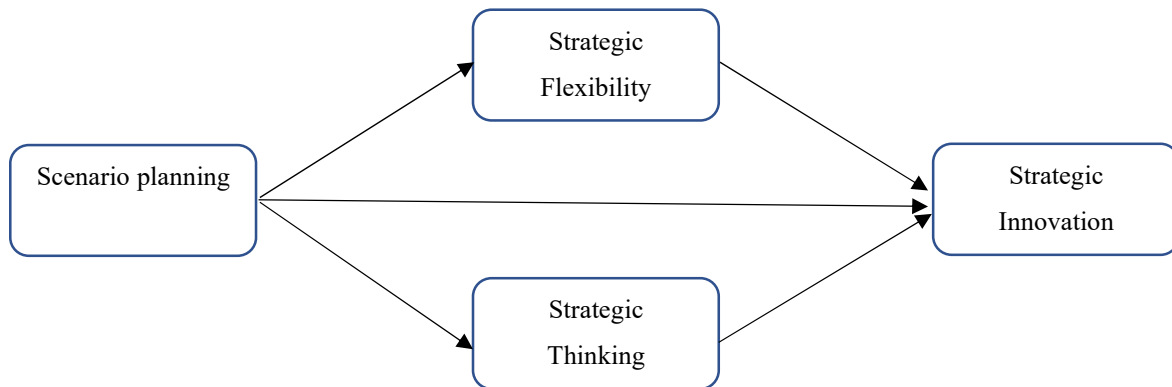 Strategic
Flexibility
Scenario planning
Strategic
Innovation
Strategic
Thinking